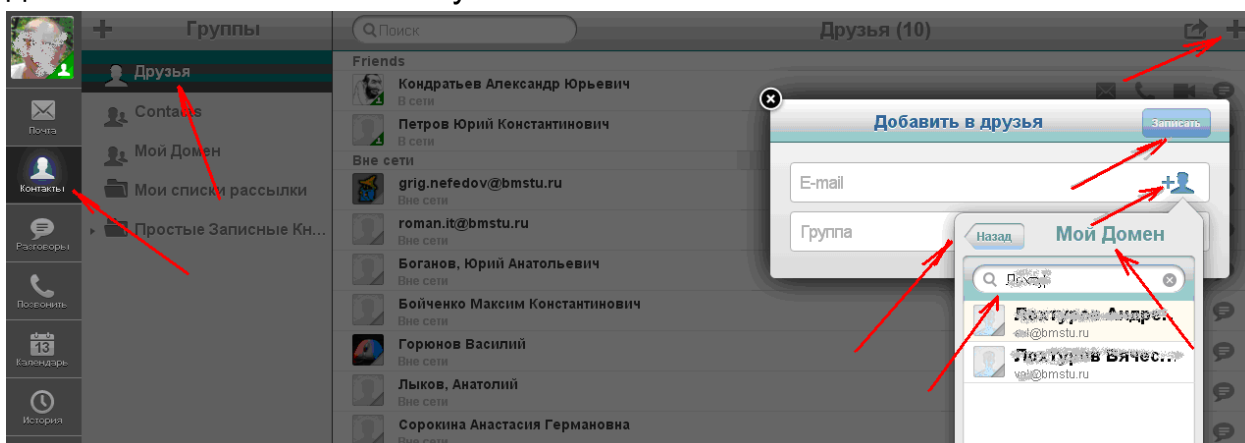 Группы
Поиск
Друзья (10)
Друзья
Contacts
Мой Домен
Мои списки рассылки
Простые Записные Кн...
Почта
Контакты
Разговоры
Позвонить
13
Календарь
История
Friends
Кондратьев Александр Юрьевич
В сети
Петров Юрий Константинович
В сети
Вне сети
grig.nefedov@bmstu.ru
Вне сети
roman.it@bmstu.ru
Вне сети
Боганов, Юрий Анатольевич
Вне сети
Бойченко Максим Константинович
Вне сети
Горюнов Василий
Вне сети
Лыков, Анатолий
Вне сети
Сорокина Анастасия Германовна
Вне сети
Добавить в друзья
Записать
E-mail
Группа
Назад
Мой Домен
@bmstu.ru
@bmstu.ru